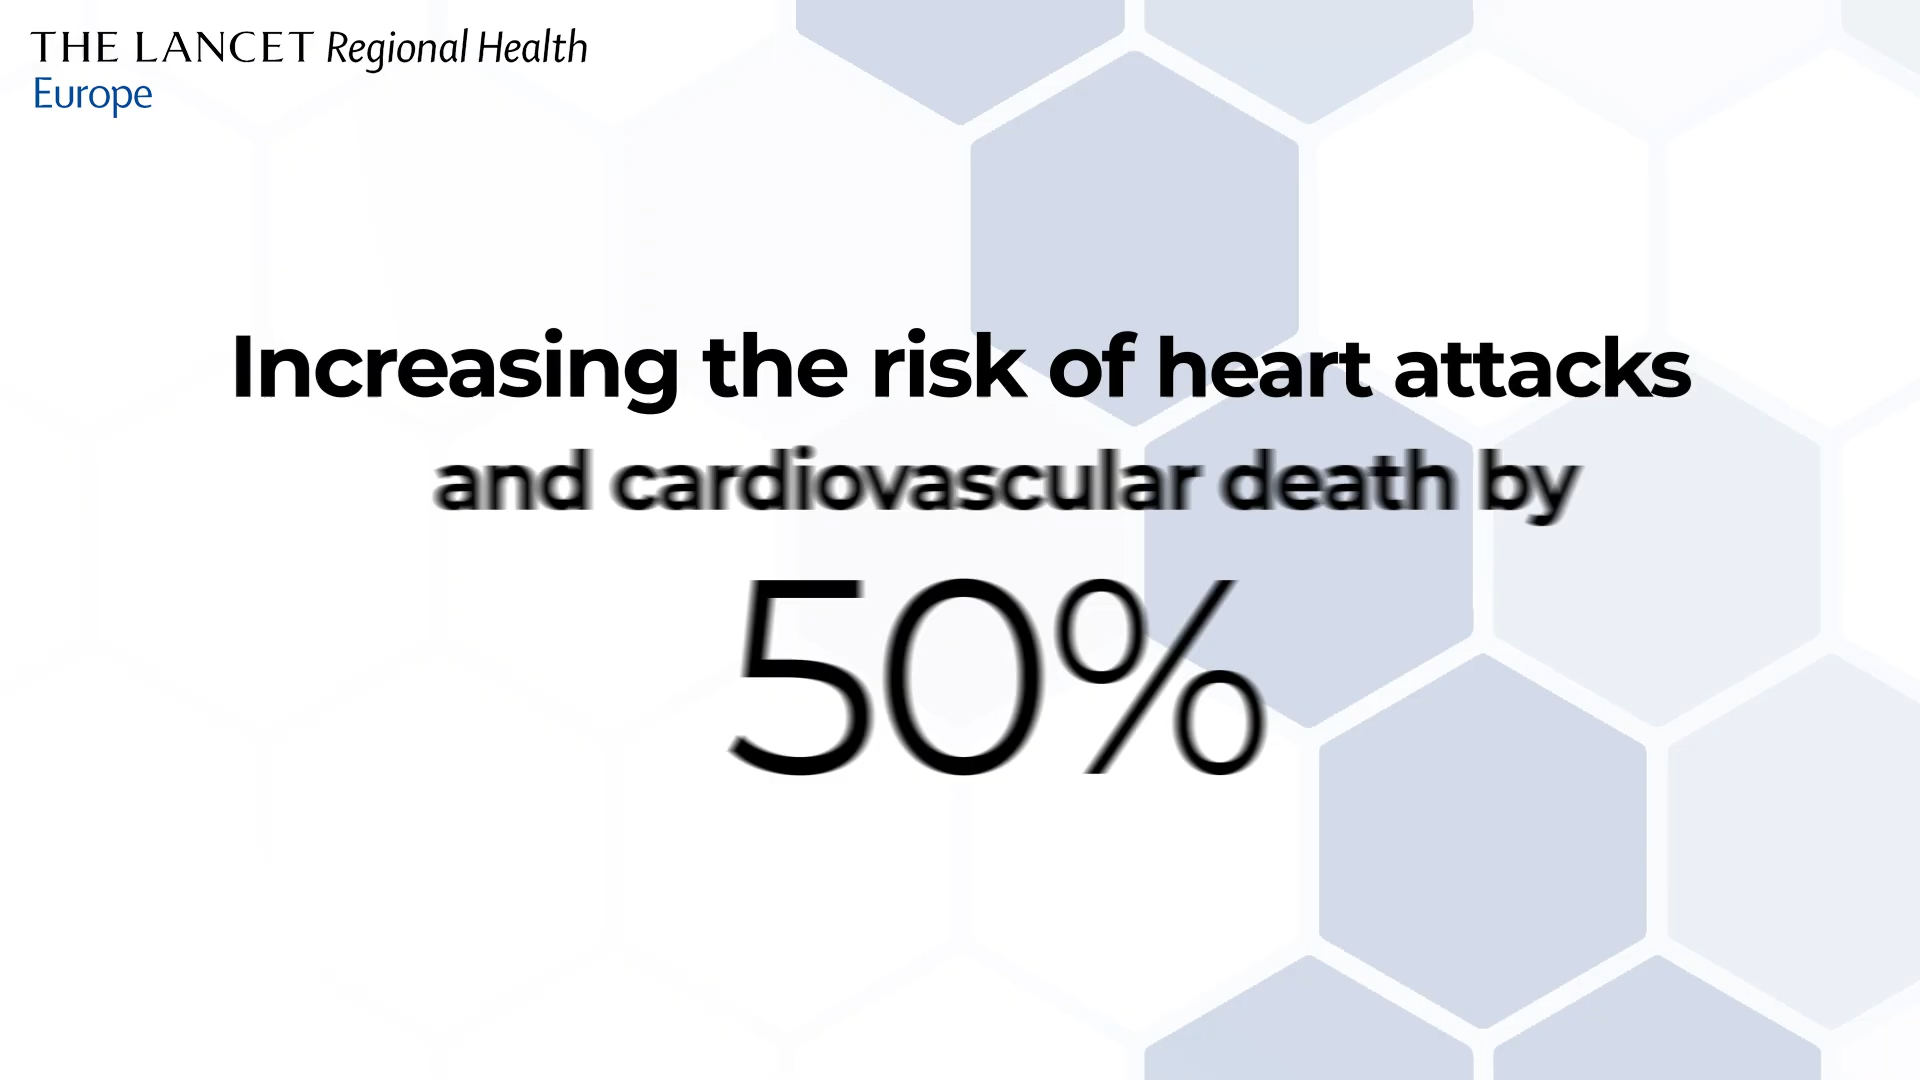 THE LANCET Regional Health
Europe
Increasing the risk of heart attacks
and cardiovascular death by
50%